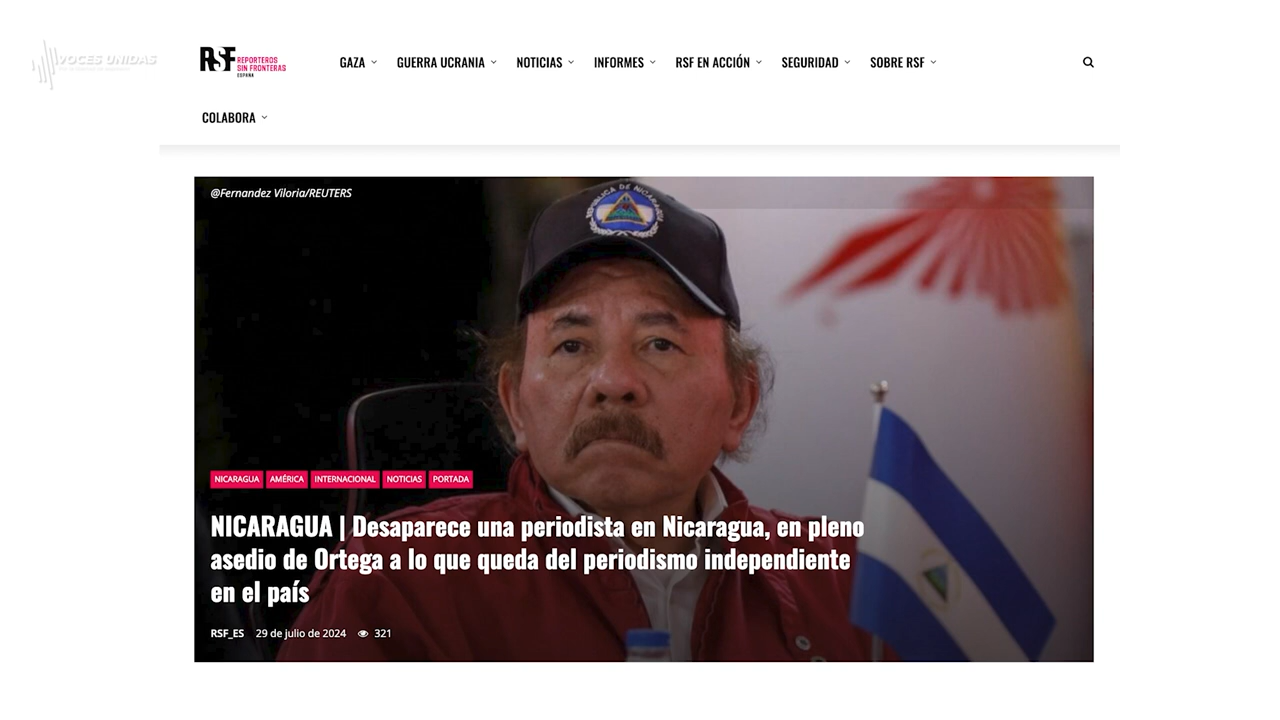 VOCES UNIDAS
RSF REPORTEROS
SIN FRONTERAS
ESPAÑA
GAZA
GUERRA UCRANIA
NOTICIAS
INFORMES
RSF EN ACCIÓN
SEGURIDAD
SOBRE RSF
COLABORA
@Fernandez Viloria/REUTERS
REPÚBLICA DE NICARAGUA
NICARAGUA
AMÉRICA
INTERNACIONAL
NOTICIAS
PORTADA
NICARAGUA | Desaparece una periodista en Nicaragua, en pleno
asedio de Ortega a lo que queda del periodismo independiente
en el país
RSF_ES 29 de julio de 2024 321